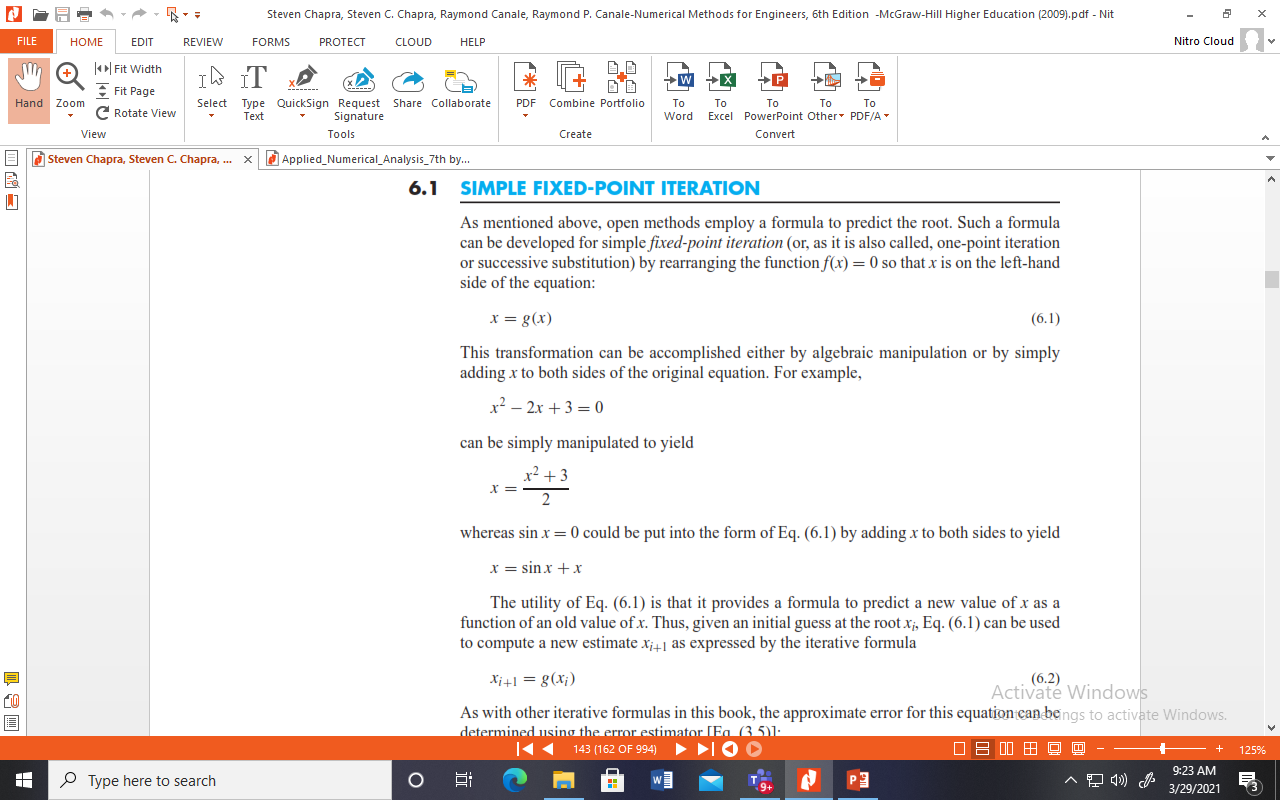 Steven Chapra, Steven C. Chapra, Raymond Canale, Raymond P. Canale-Numerical Methods for Engineers, 6th Edition -McGraw-Hill Higher Education (2009).pdf - Nit
FILE HOME EDIT REVIEW FORMS PROTECT CLOUD HELP Nitro Cloud
Hand Zoom Fit Width Fit Page Rotate View
Select Type Text QuickSign Request Signature Share Collaborate
PDF Combine Portfolio
To Word To Excel To PowerPoint To Other To PDF/A
View Tools Create Convert
Steven Chapra, Steven C. Chapra, ... Applied_Numerical_Analysis_7th by...
6.1 SIMPLE FIXED-POINT ITERATION
As mentioned above, open methods employ a formula to predict the root. Such a formula
can be developed for simple fixed-point iteration (or, as it is also called, one-point iteration
or successive substitution) by rearranging the function f(x) = 0 so that x is on the left-hand
side of the equation:
x = g(x) (6.1)
This transformation can be accomplished either by algebraic manipulation or by simply
adding x to both sides of the original equation. For example,
x² − 2x + 3 = 0
can be simply manipulated to yield
x = (x² + 3) / 2
whereas sin x = 0 could be put into the form of Eq. (6.1) by adding x to both sides to yield
x = sin x + x
The utility of Eq. (6.1) is that it provides a formula to predict a new value of x as a
function of an old value of x. Thus, given an initial guess at the root xᵢ, Eq. (6.1) can be used
to compute a new estimate xᵢ₊₁ as expressed by the iterative formula
xᵢ₊₁ = g(xᵢ) (6.2)
Activate Windows
As with other iterative formulas in this book, the approximate error for this equation can be
Go to Settings to activate Windows.
determined using the error estimator [Eq. (3.5)]:
143 (162 OF 994) 125%
Type here to search
9+
9:23 AM
3/29/2021
3